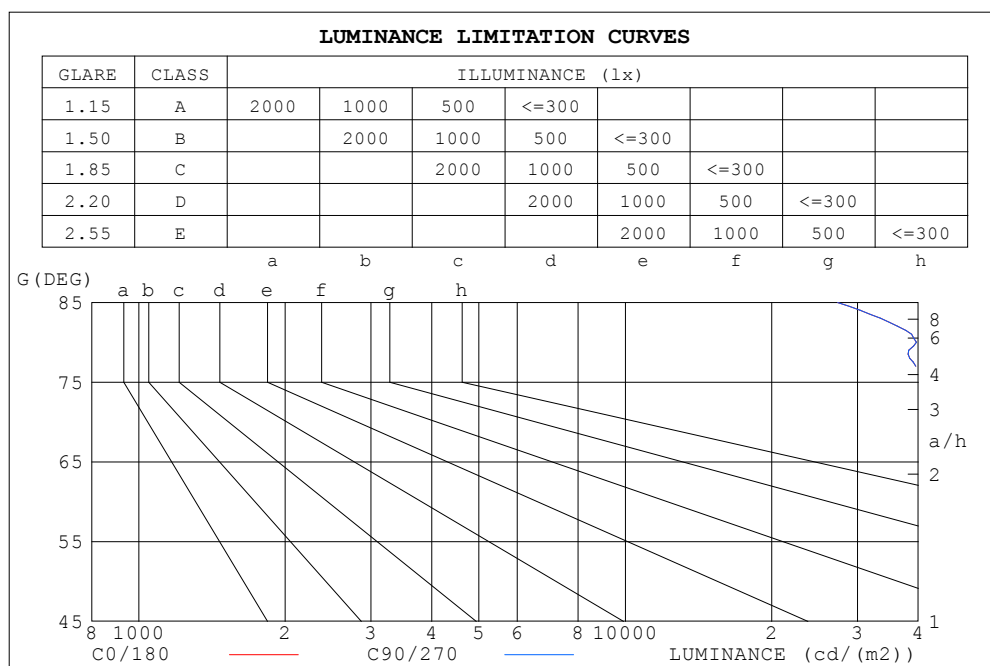 LUMINANCE LIMITATION CURVES
GLARE CLASS ILLUMINANCE (lx)
1.15 A 2000 1000 500 <=300
1.50 B 2000 1000 500 <=300
1.85 C 2000 1000 500 <=300
2.20 D 2000 1000 500 <=300
2.55 E 2000 1000 500 <=300
a b c d e f g h
G(DEG)
a b c d e f g h
85
8
6
75
4
3
a/h
65
2
55
45
1
8 1000 2 3 4 5 6 8 10000 2 3 4
C0/180 C90/270 LUMINANCE (cd/(m2))